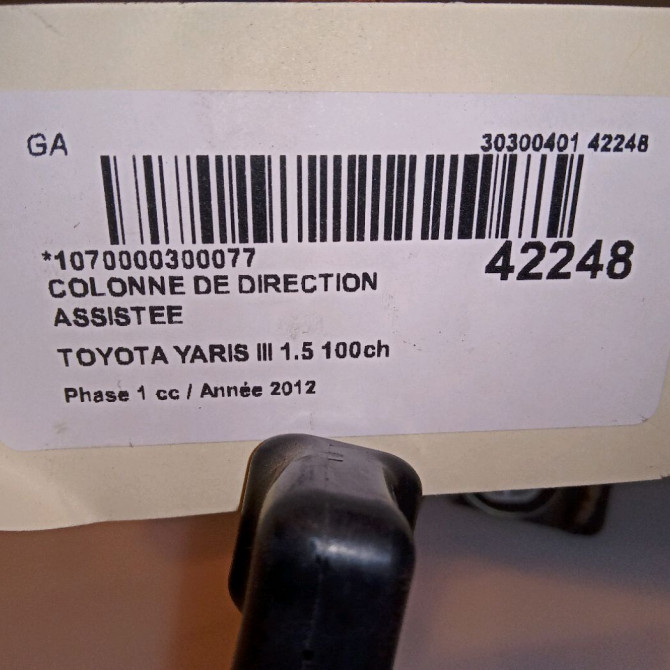 GA
30300401 42248
*1070000300077
42248
COLONNE DE DIRECTION
ASSISTEE
TOYOTA YARIS III 1.5 100ch
Phase 1 cc / Année 2012